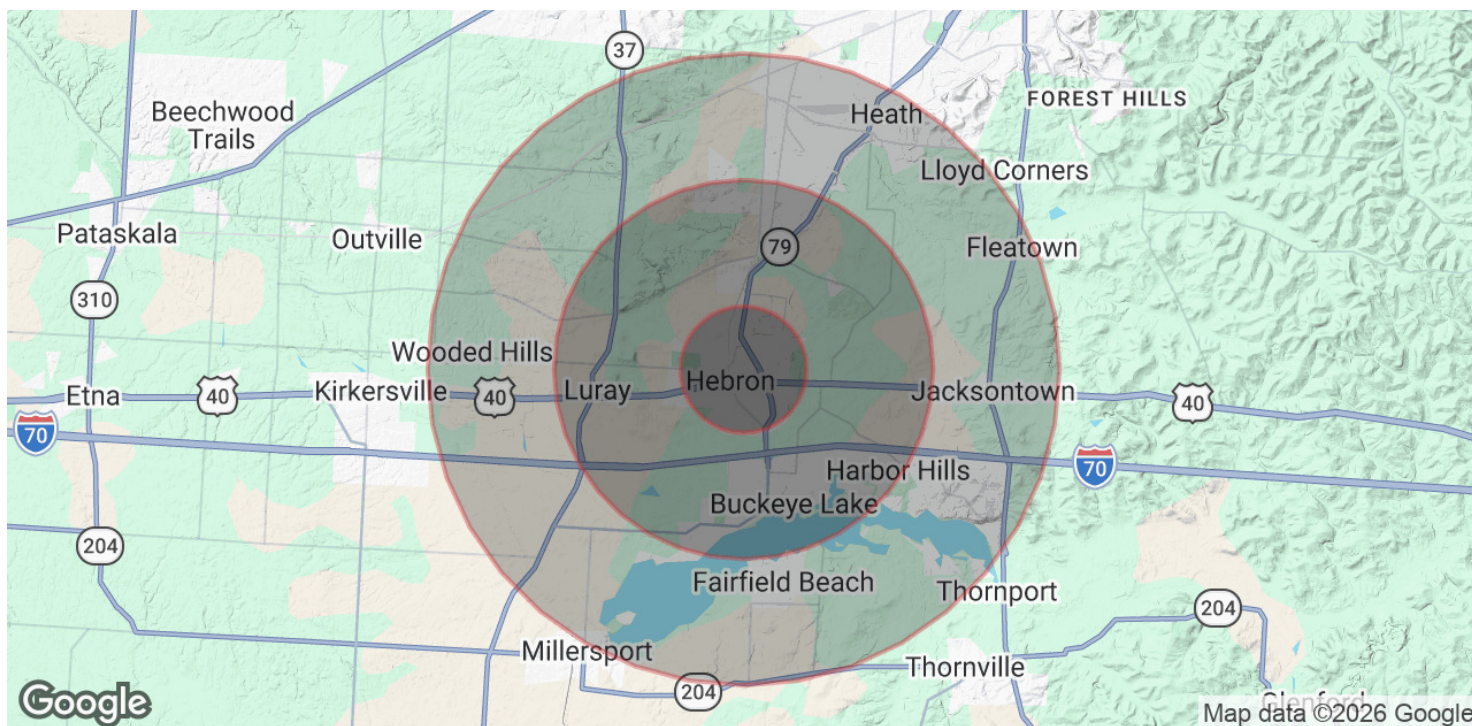 37
Beechwood
Trails
FOREST HILLS
Heath
Lloyd Corners
Pataskala
Outville
79
Fleatown
310
Wooded Hills
Etna
40
Kirkersville
40
Luray
Hebron
Jacksontown
40
70
70
Harbor Hills
Buckeye Lake
204
Fairfield Beach
Thornport
204
Millersport
Thornville
204
Glenford
Google
Map data ©2026 Google